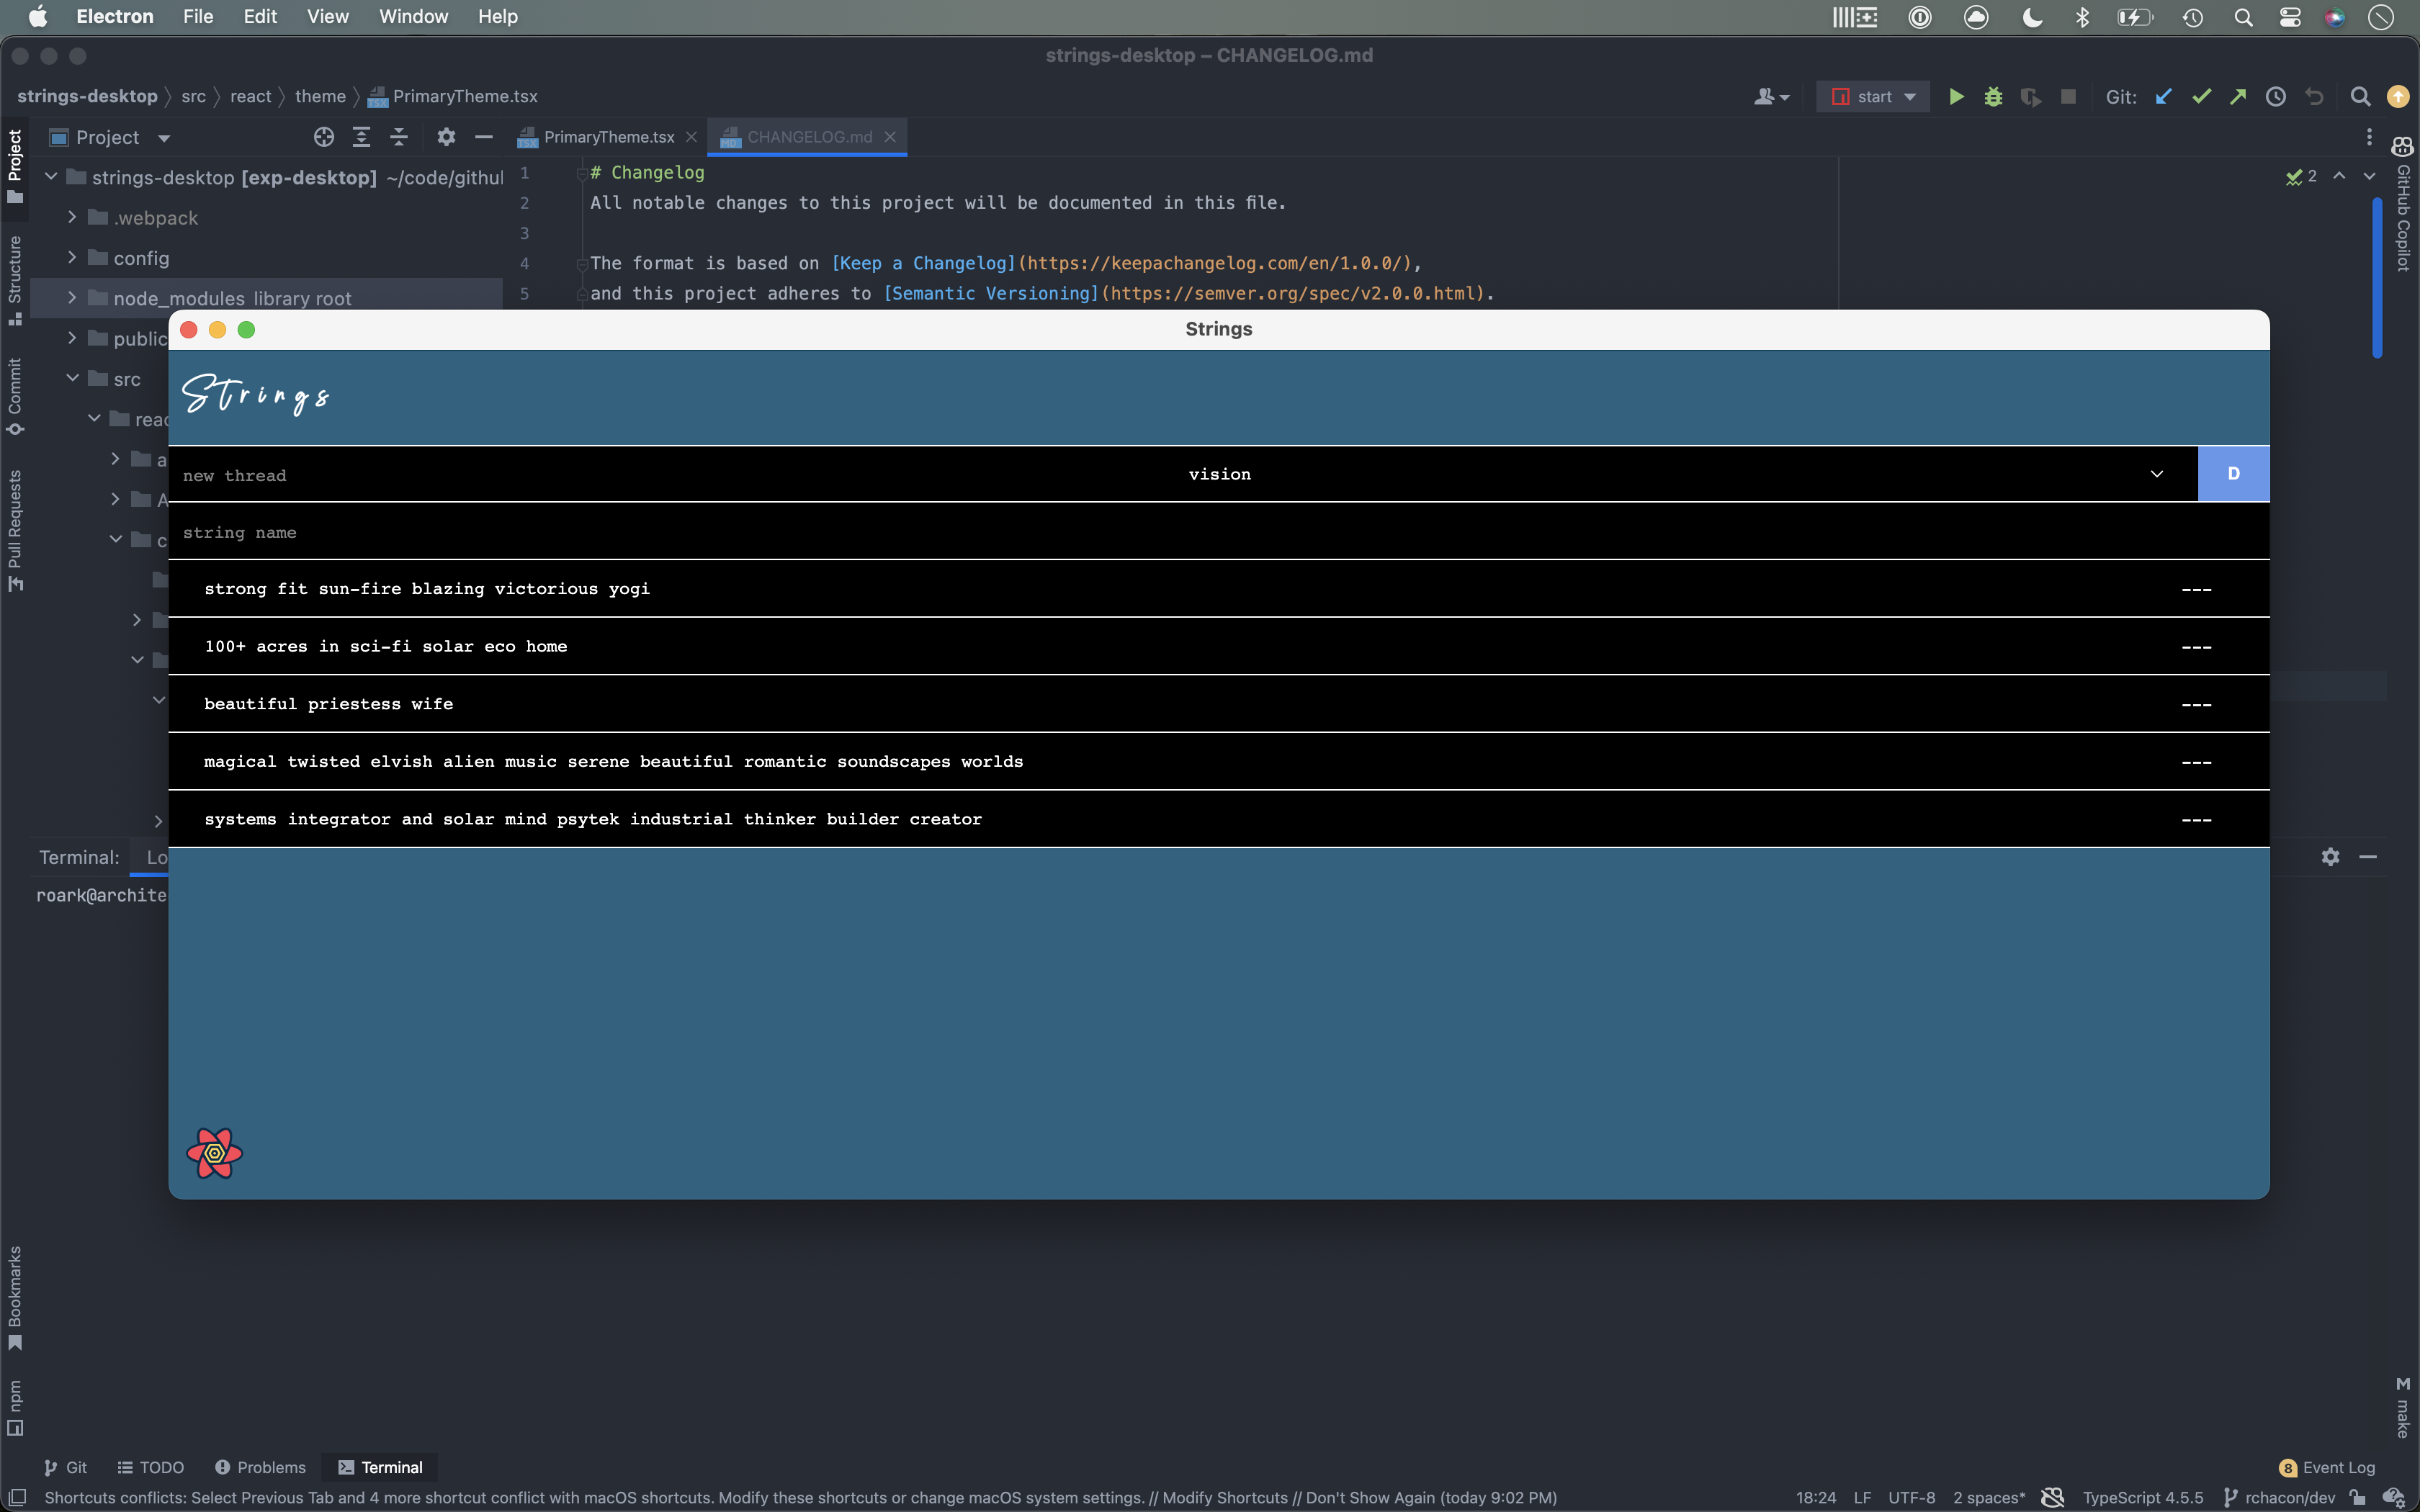 Electron File Edit View Window Help
strings-desktop – CHANGELOG.md
strings-desktop src react theme PrimaryTheme.tsx start Git:
Project PrimaryTheme.tsx CHANGELOG.md
Project
Structure
Commit
Pull Requests
Bookmarks
npm
strings-desktop [exp-desktop] ~/code/githu
.webpack
config
node_modules library root
public
src
reac
a
A
c
1 # Changelog
2 All notable changes to this project will be documented in this file.
3
4 The format is based on [Keep a Changelog](https://keepachangelog.com/en/1.0.0/),
5 and this project adheres to [Semantic Versioning](https://semver.org/spec/v2.0.0.html).
2
GitHub Copilot
make
Strings
Strings
new thread vision D
string name
strong fit sun-fire blazing victorious yogi ---
100+ acres in sci-fi solar eco home ---
beautiful priestess wife ---
magical twisted elvish alien music serene beautiful romantic soundscapes worlds ---
systems integrator and solar mind psytek industrial thinker builder creator ---
Terminal: Lo
roark@archite
Git TODO Problems Terminal 8 Event Log
Shortcuts conflicts: Select Previous Tab and 4 more shortcut conflict with macOS shortcuts. Modify these shortcuts or change macOS system settings. // Modify Shortcuts // Don't Show Again (today 9:02 PM) 18:24 LF UTF-8 2 spaces* TypeScript 4.5.5 rchacon/dev